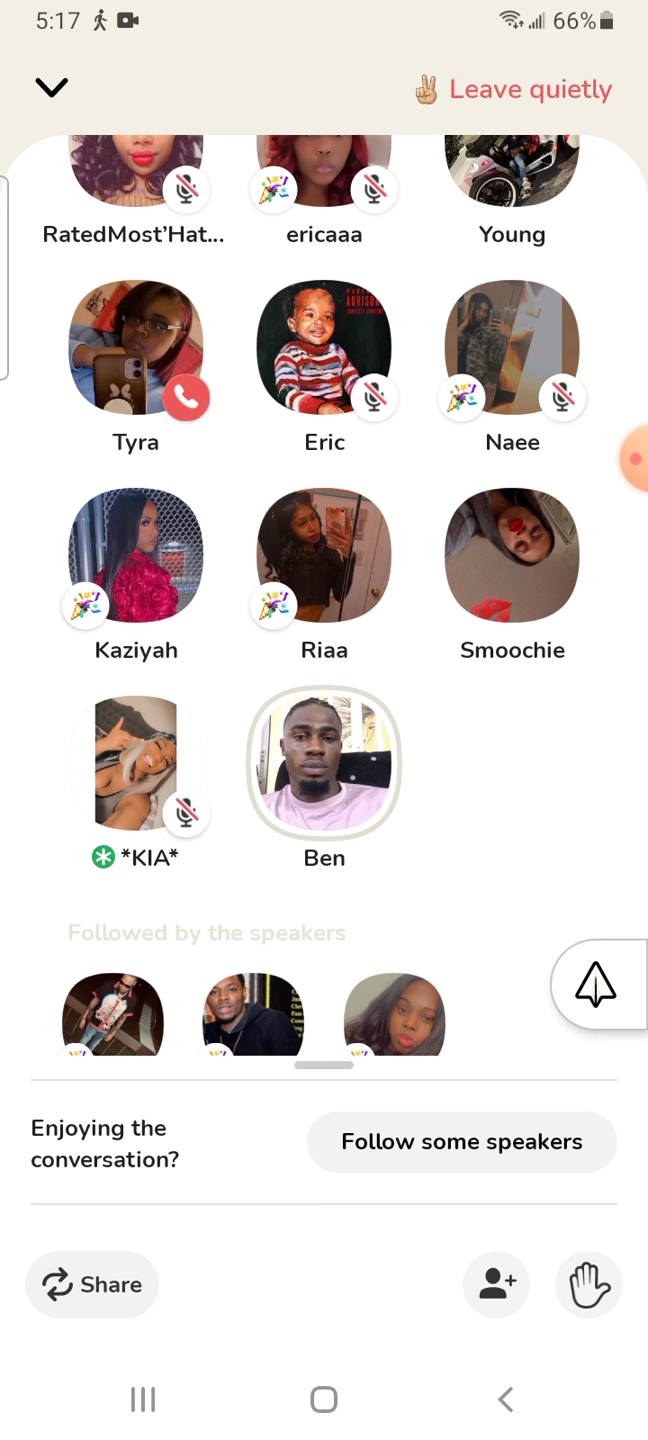 5:17 66%
✌🏼 Leave quietly
RatedMost'Hat... ericaaa Young
ADVISOR
Tyra Eric Naee
Kaziyah Riaa Smoochie
*KIA* Ben
Followed by the speakers
Enjoying the
conversation?
Follow some speakers
Share